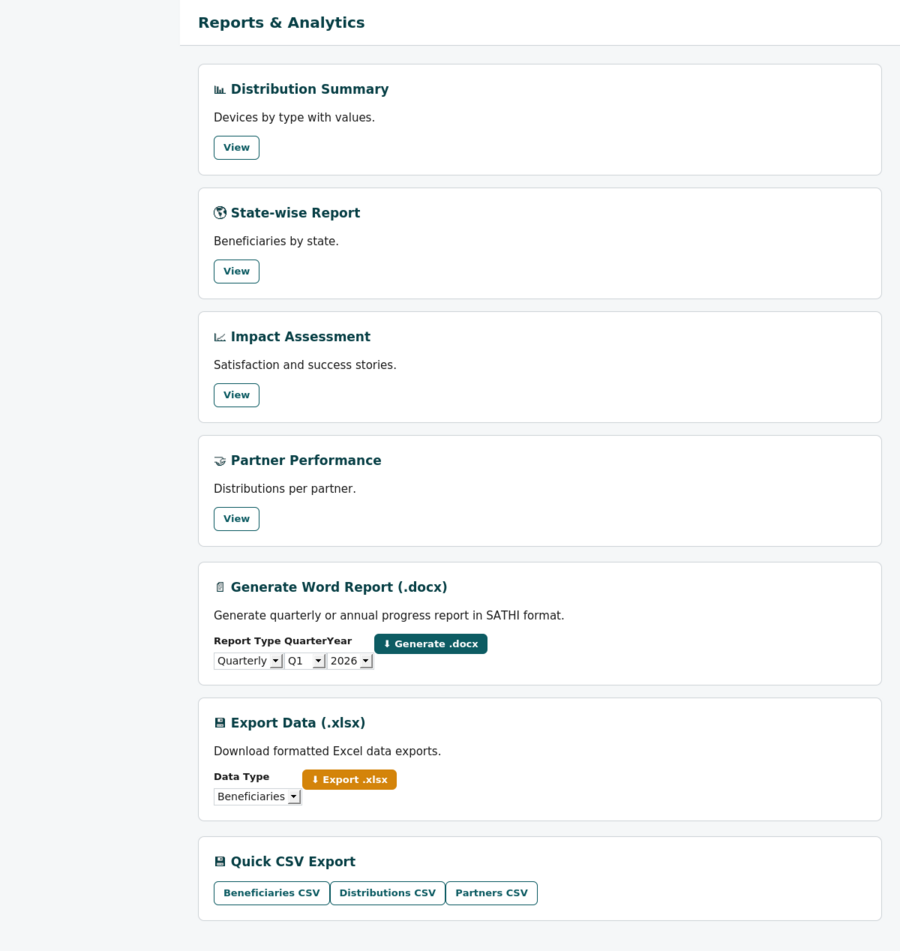 Reports & Analytics
Distribution Summary
Devices by type with values.
View
State-wise Report
Beneficiaries by state.
View
Impact Assessment
Satisfaction and success stories.
View
Partner Performance
Distributions per partner.
View
Generate Word Report (.docx)
Generate quarterly or annual progress report in SATHI format.
Report Type QuarterYear
⬇ Generate .docx
Quarterly Q1 2026
Export Data (.xlsx)
Download formatted Excel data exports.
Data Type
⬇ Export .xlsx
Beneficiaries
Quick CSV Export
Beneficiaries CSV Distributions CSV Partners CSV